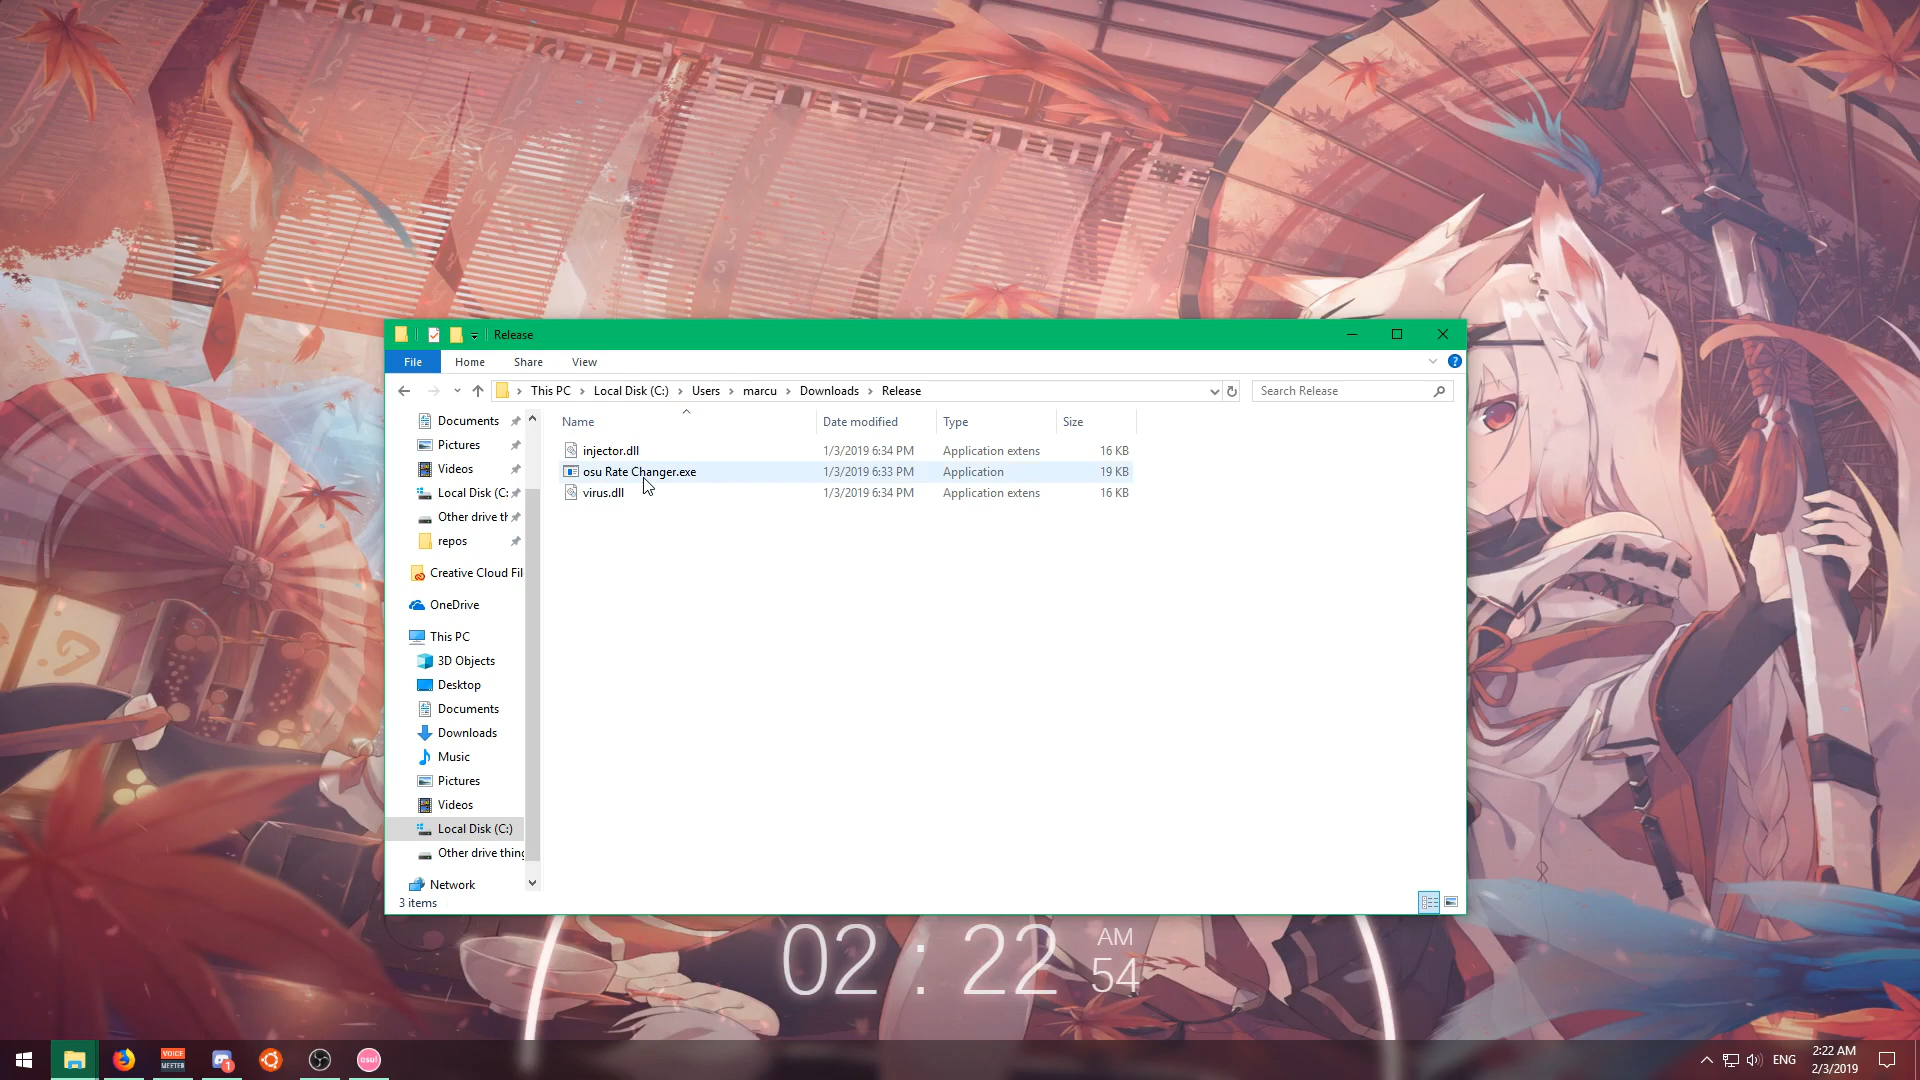 Release
File Home Share View
This PC Local Disk (C:) Users marcu Downloads Release
Search Release
Name Date modified Type Size
injector.dll 1/3/2019 6:34 PM Application extens 16 KB
osu Rate Changer.exe 1/3/2019 6:33 PM Application 19 KB
virus.dll 1/3/2019 6:34 PM Application extens 16 KB
Documents
Pictures
Videos
Local Disk (C:
Other drive th
repos
Creative Cloud Fil
OneDrive
This PC
3D Objects
Desktop
Documents
Downloads
Music
Pictures
Videos
Local Disk (C:)
Other drive thing
Network
3 items
02 : 22 AM
54
VOICE
MEETER
1
osu!
ENG
2:22 AM
2/3/2019